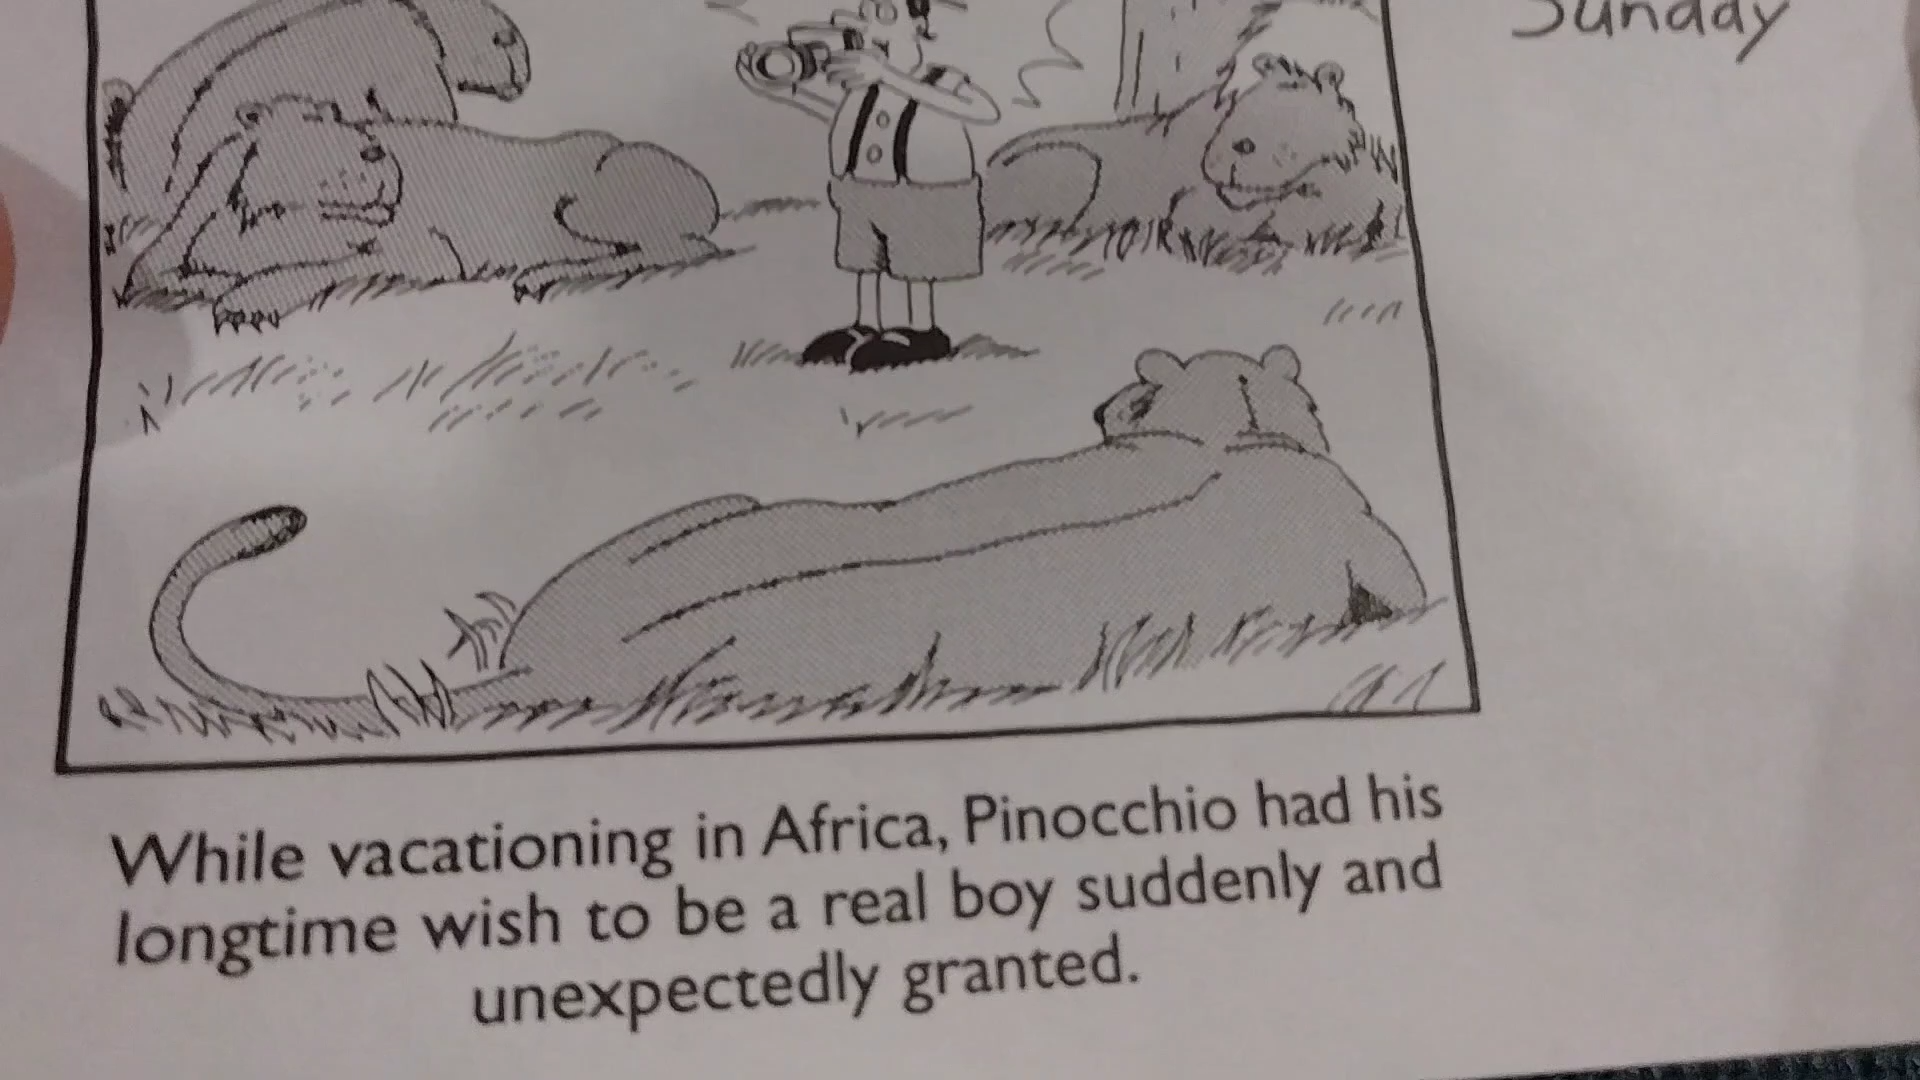 Sunday
While vacationing in Africa, Pinocchio had his
longtime wish to be a real boy suddenly and
unexpectedly granted.